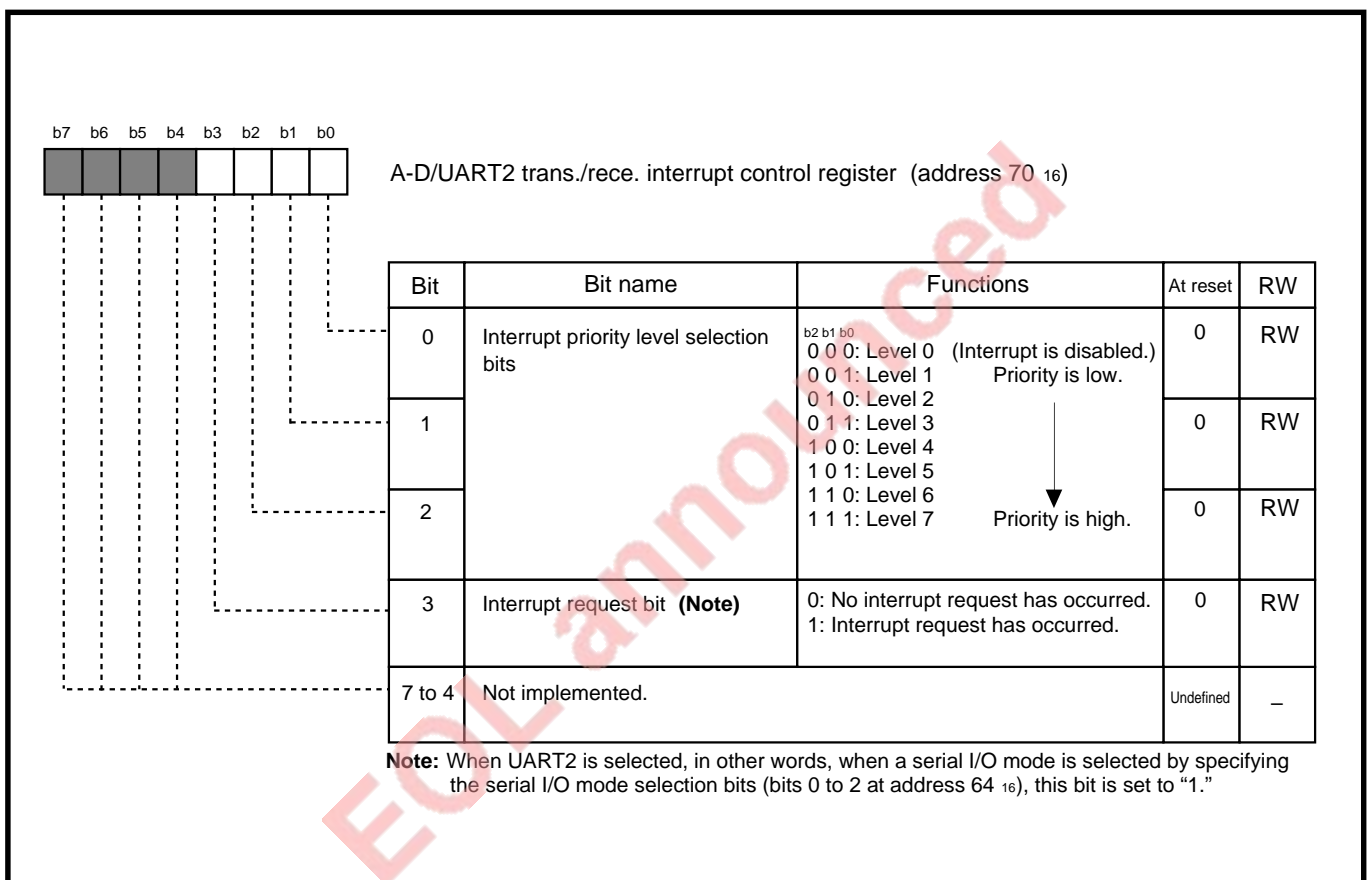 b7 b6 b5 b4 b3 b2 b1 b0
A-D/UART2 trans./rece. interrupt control register (address 70 16)
Bit Bit name Functions At reset RW
0 Interrupt priority level selection bits
b2 b1 b0
0 0 0: Level 0 (Interrupt is disabled.)
0 0 1: Level 1 Priority is low.
0 1 0: Level 2
0 1 1: Level 3
1 0 0: Level 4
1 0 1: Level 5
1 1 0: Level 6
1 1 1: Level 7 Priority is high.
0 RW
1 0 RW
2 0 RW
3 Interrupt request bit (Note) 0: No interrupt request has occurred. 0 RW
1: Interrupt request has occurred.
7 to 4 Not implemented. Undefined –
Note: When UART2 is selected, in other words, when a serial I/O mode is selected by specifying
the serial I/O mode selection bits (bits 0 to 2 at address 64 16), this bit is set to “1.”
EOL announced